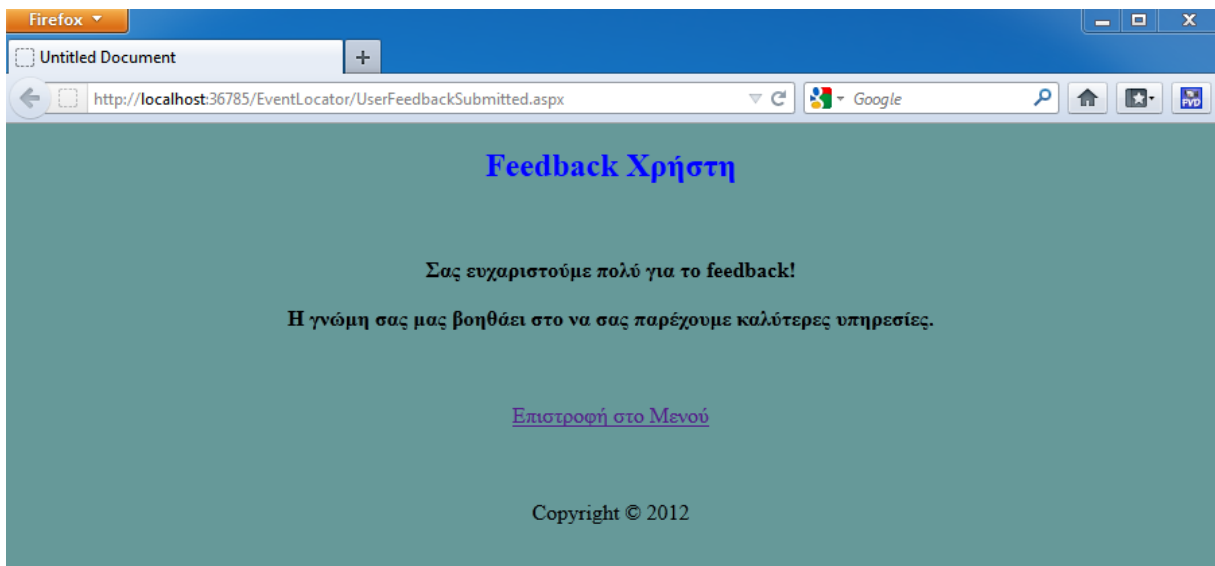 Firefox
Untitled Document
http://localhost:36785/EventLocator/UserFeedbackSubmitted.aspx
Google
FVD
Feedback Χρήστη
Σας ευχαριστούμε πολύ για το feedback!
Η γνώμη σας μας βοηθάει στο να σας παρέχουμε καλύτερες υπηρεσίες.
Επιστροφή στο Μενού
Copyright © 2012